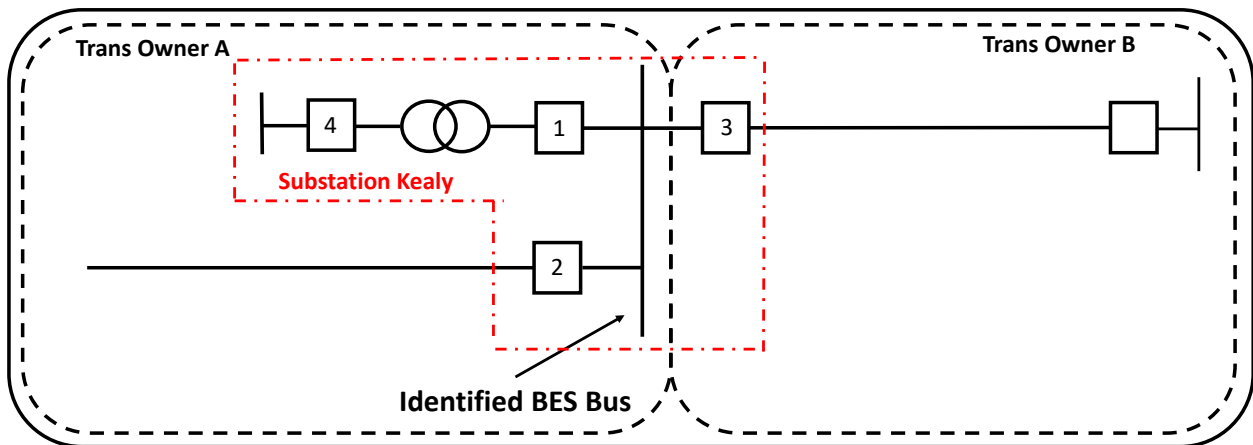 Trans Owner A
Trans Owner B
4
1
3
Substation Kealy
2
Identified BES Bus